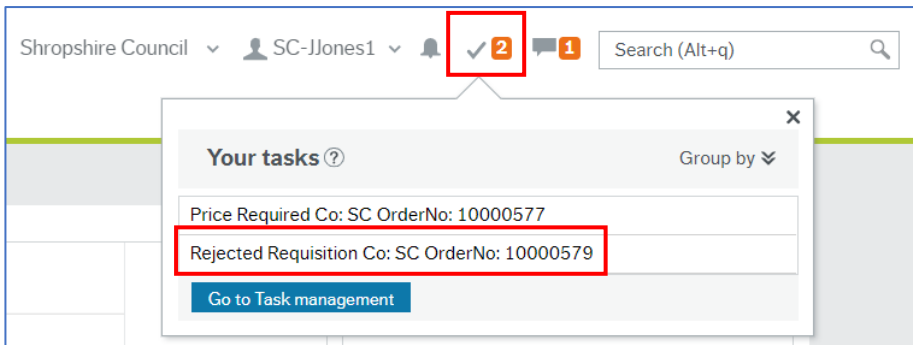 Shropshire Council SC-JJones1 2 1 Search (Alt+q)
Your tasks ? Group by
Price Required Co: SC OrderNo: 10000577
Rejected Requisition Co: SC OrderNo: 10000579
Go to Task management